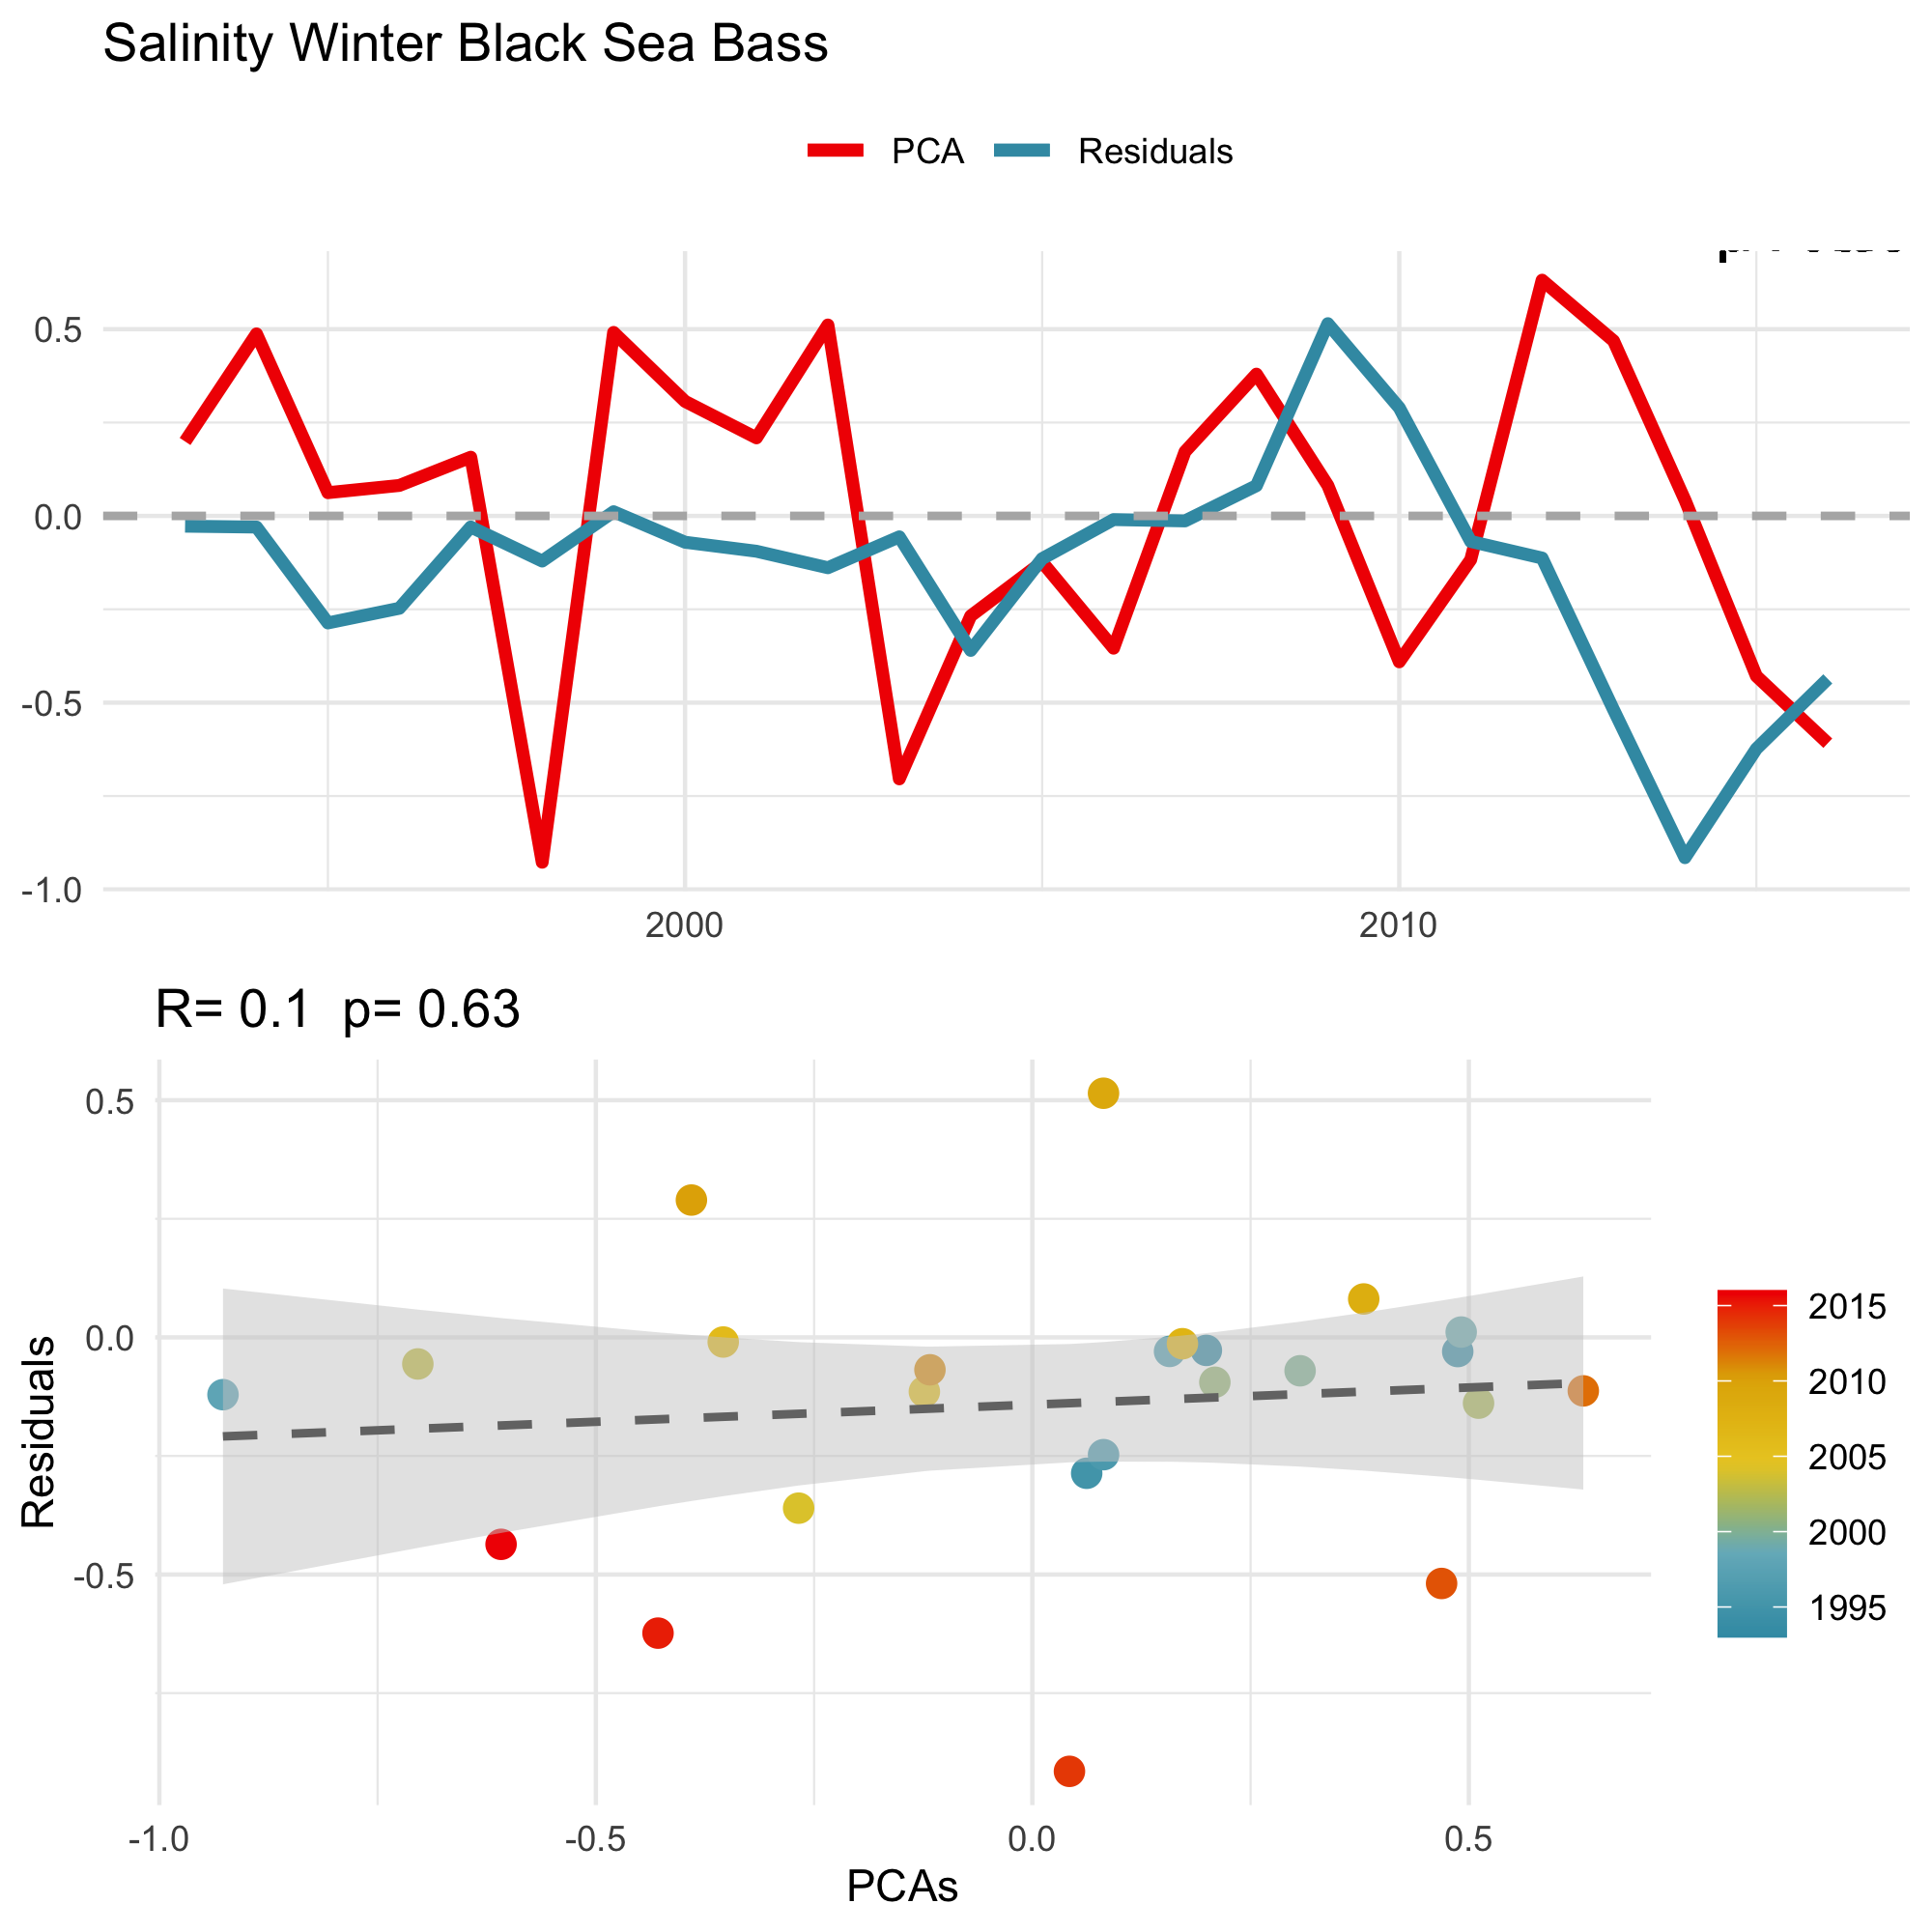 Salinity Winter Black Sea Bass
PCA Residuals
0.5
0.0
-0.5
-1.0
2000 2010
R= 0.1 p= 0.63
Residuals
0.5
0.0
-0.5
-1.0 -0.5 0.0 0.5
PCAs
2015
2010
2005
2000
1995